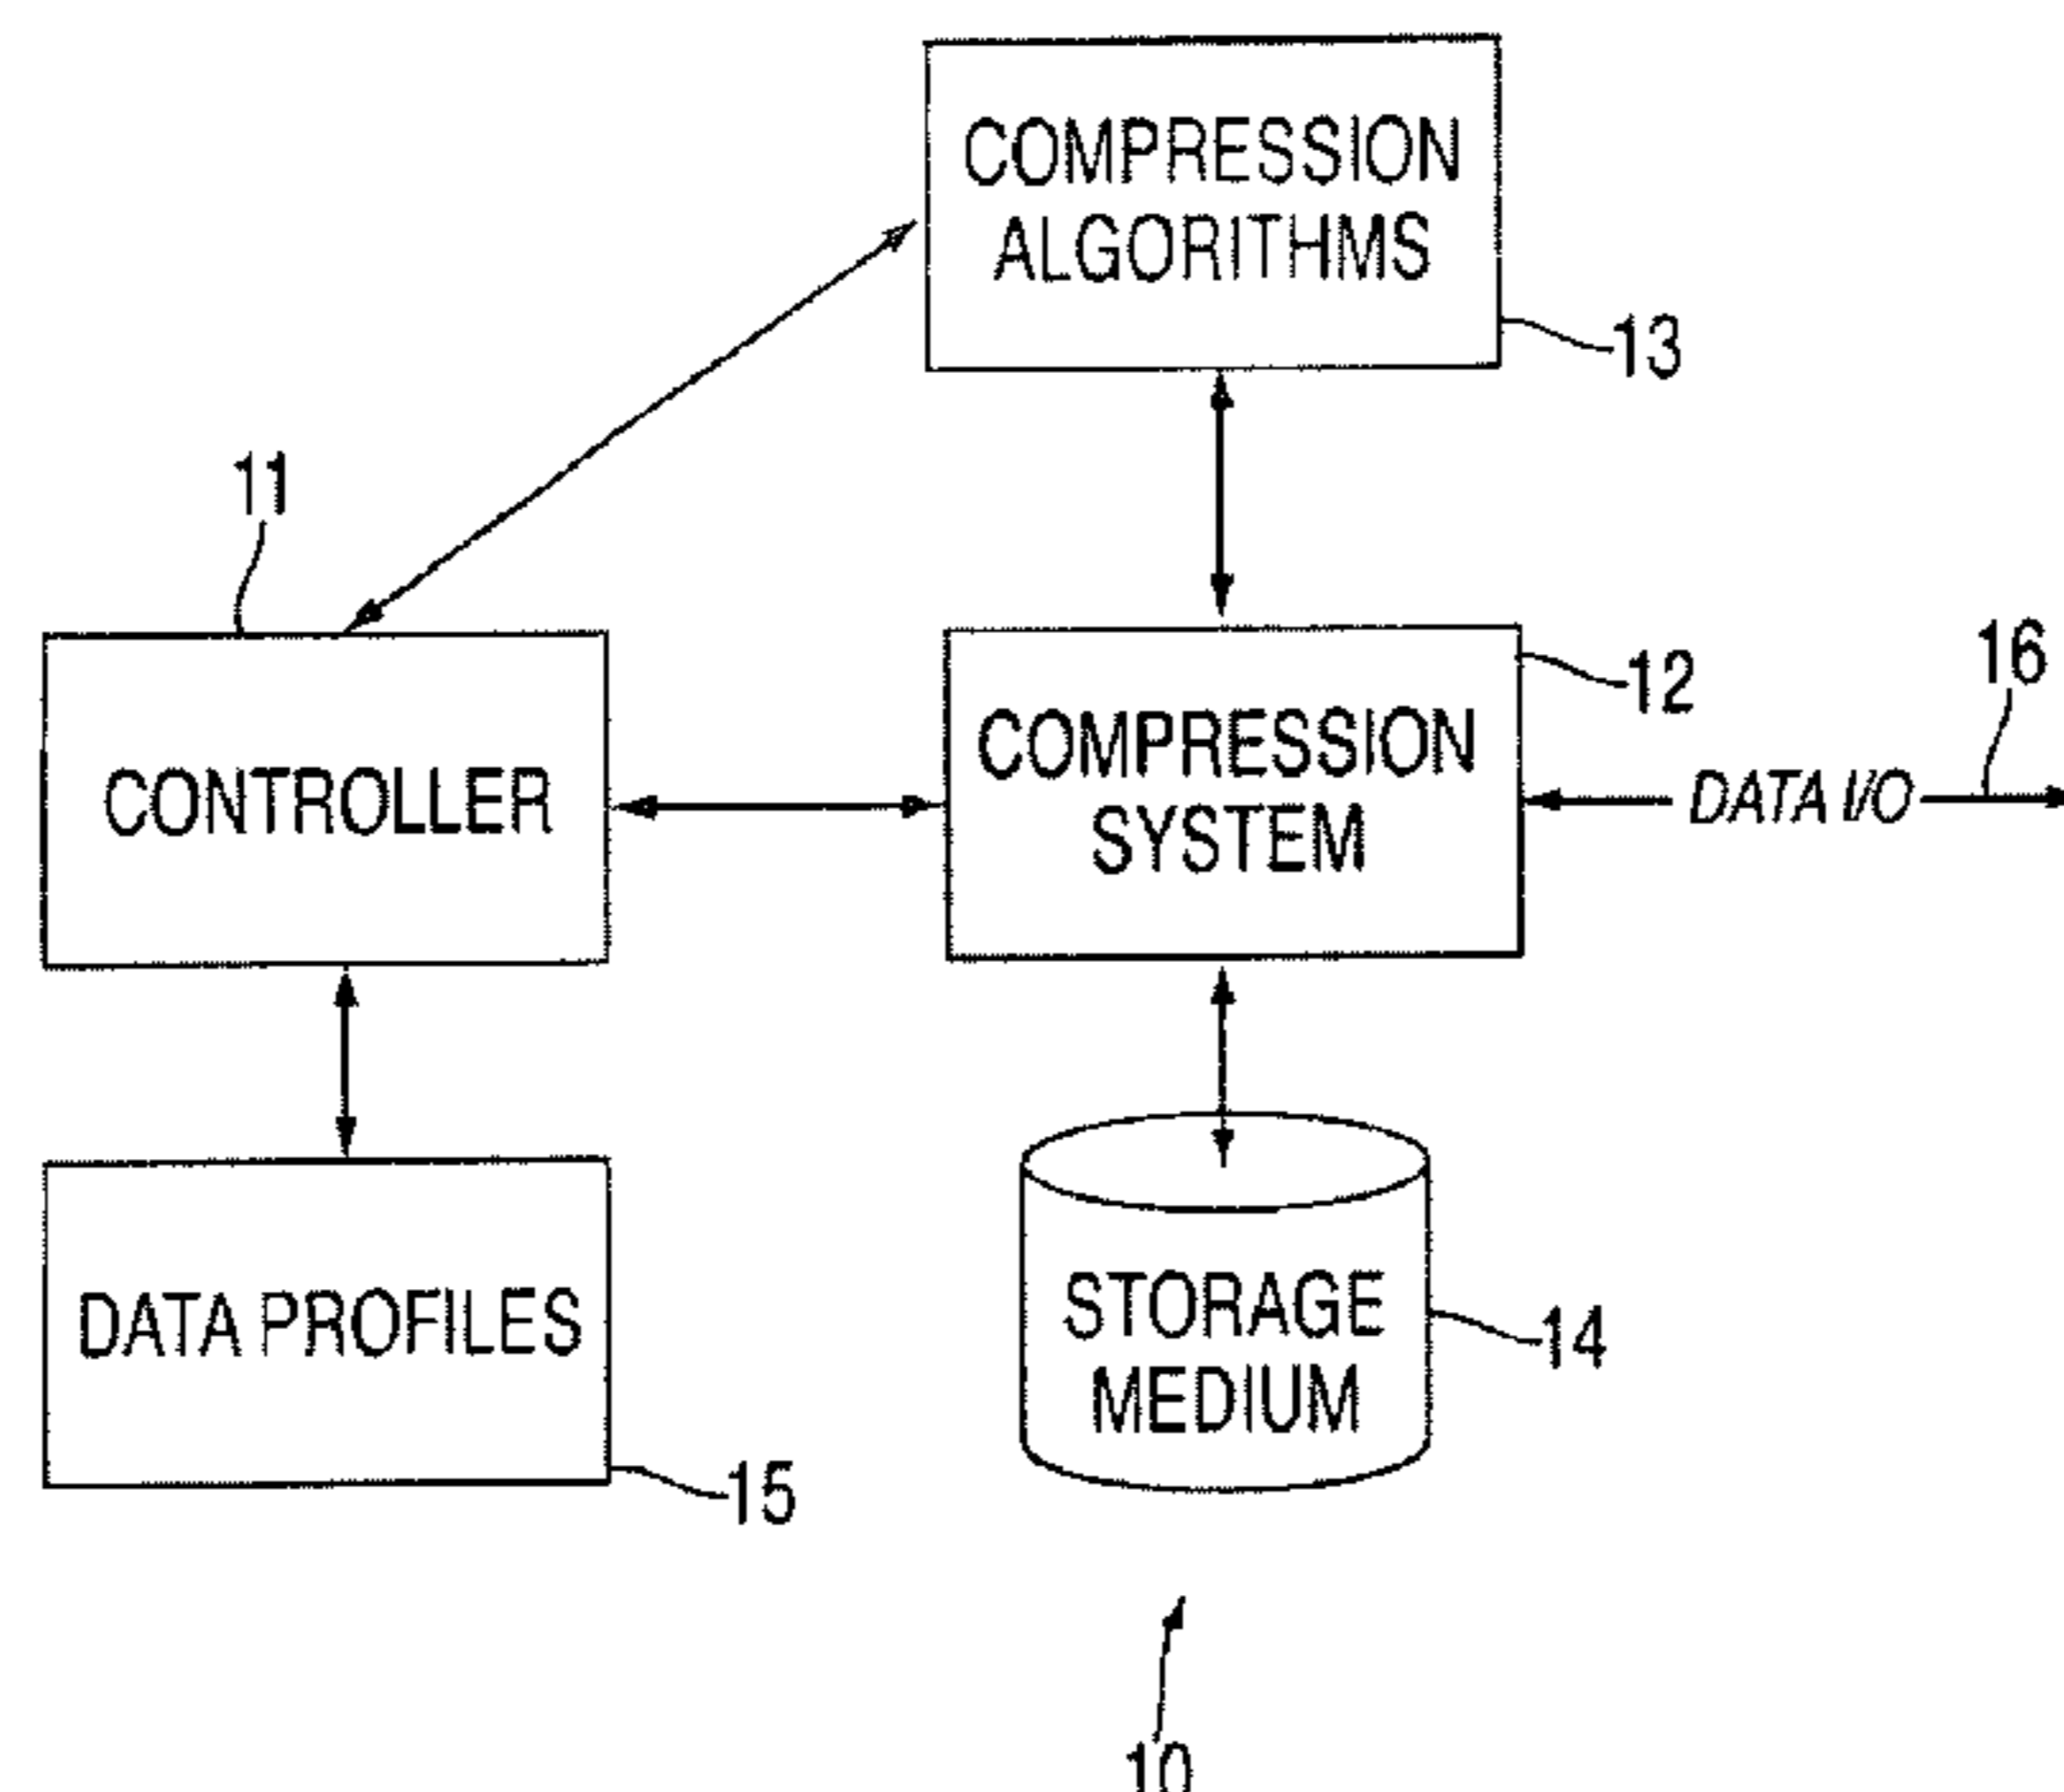 COMPRESSION
ALGORITHMS
13
11
CONTROLLER
COMPRESSION
SYSTEM
12
16
DATA I/O
DATA PROFILES
15
STORAGE
MEDIUM
14
10